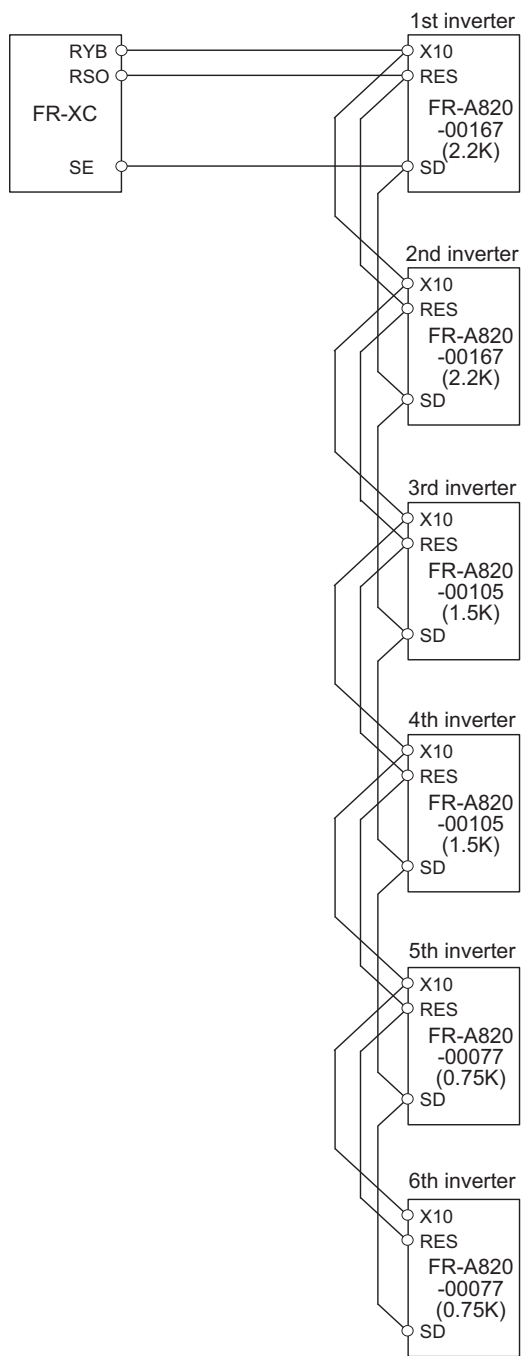 1st inverter
RYB
X10
RSO
RES
FR-XC
FR-A820
-00167
(2.2K)
SE
SD
2nd inverter
X10
RES
FR-A820
-00167
(2.2K)
SD
3rd inverter
X10
RES
FR-A820
-00105
(1.5K)
SD
4th inverter
X10
RES
FR-A820
-00105
(1.5K)
SD
5th inverter
X10
RES
FR-A820
-00077
(0.75K)
SD
6th inverter
X10
RES
FR-A820
-00077
(0.75K)
SD